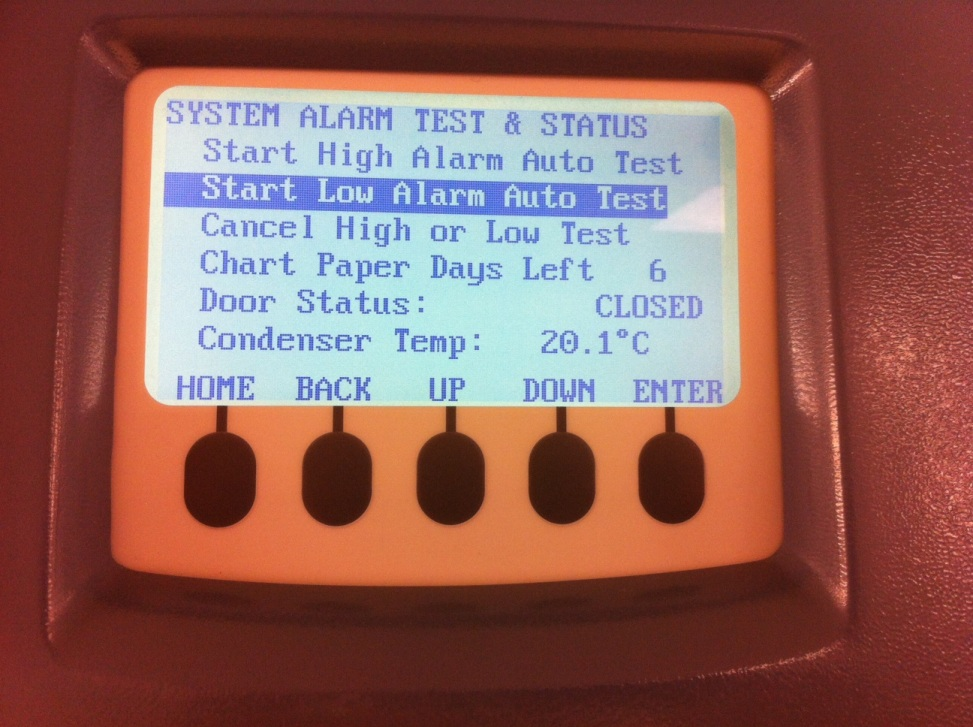 SYSTEM ALARM TEST & STATUS
Start High Alarm Auto Test
Start Low Alarm Auto Test
Cancel High or Low Test
Chart Paper Days Left 6
Door Status: CLOSED
Condenser Temp: 20.1°C
HOME BACK UP DOWN ENTER